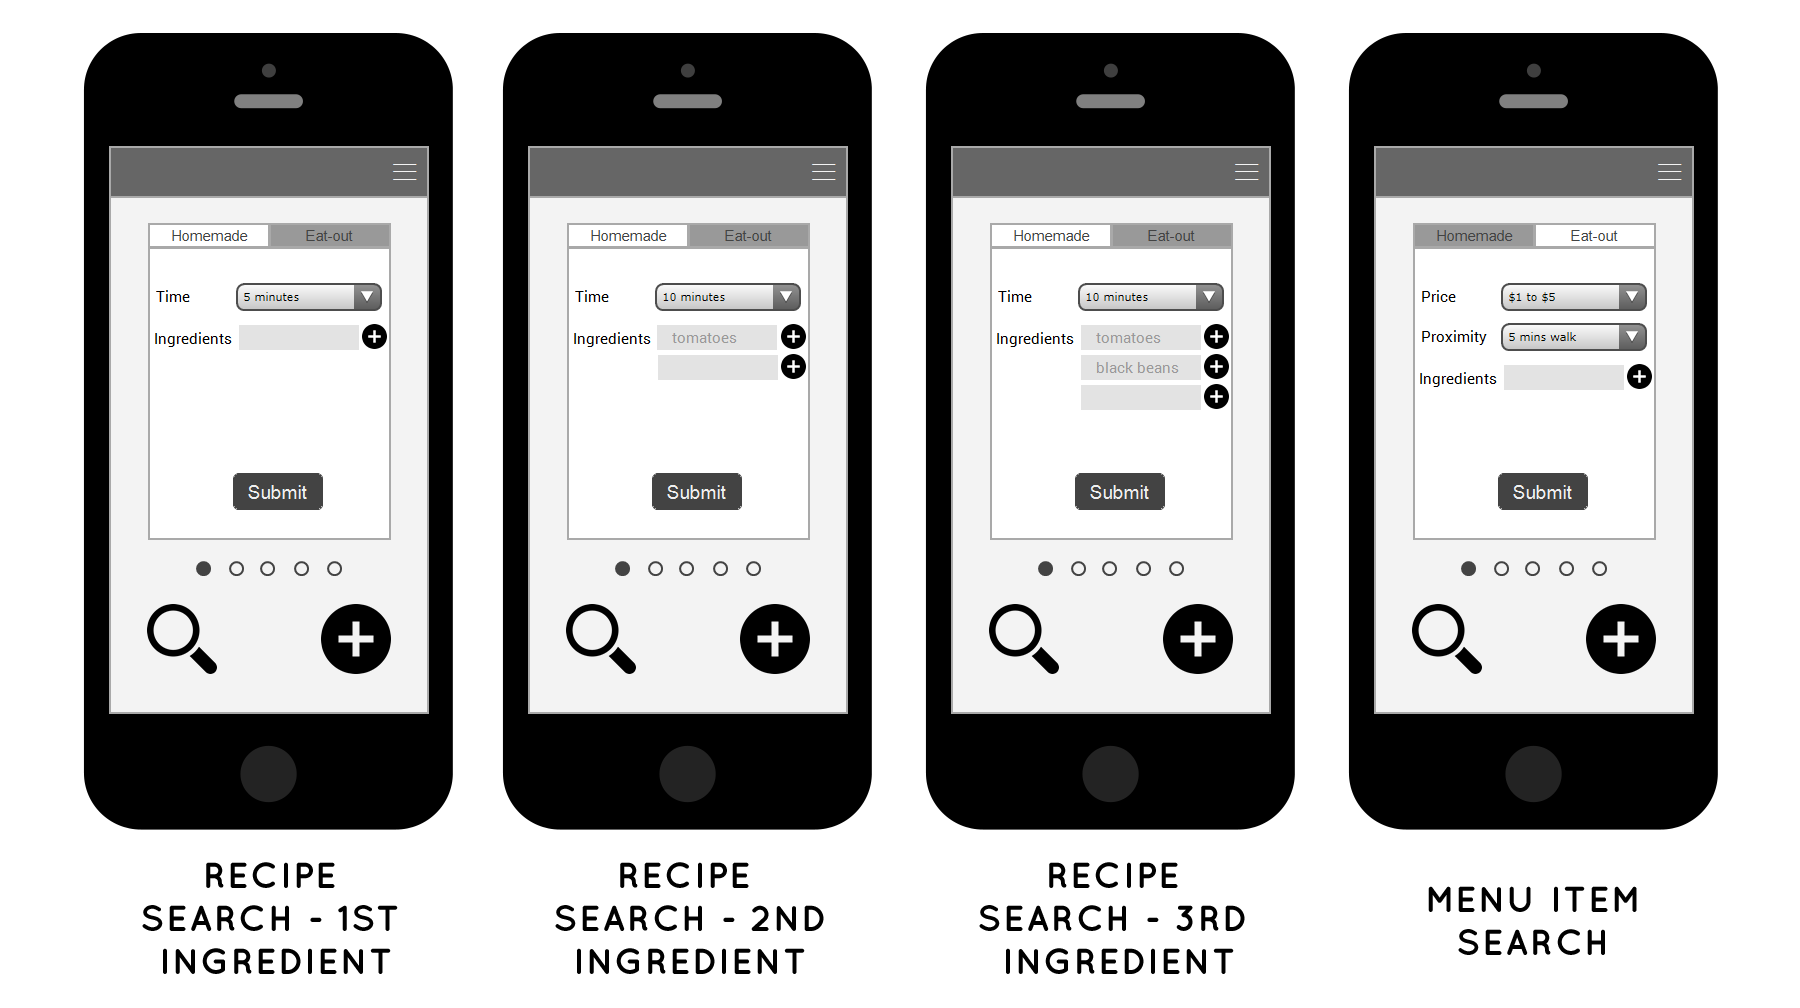 Homemade Eat-out
Time 5 minutes
Ingredients
Submit
RECIPE
SEARCH - 1ST
INGREDIENT
Homemade Eat-out
Time 10 minutes
Ingredients tomatoes
Submit
RECIPE
SEARCH - 2ND
INGREDIENT
Homemade Eat-out
Time 10 minutes
Ingredients tomatoes
black beans
Submit
RECIPE
SEARCH - 3RD
INGREDIENT
Homemade Eat-out
Price $1 to $5
Proximity 5 mins walk
Ingredients
Submit
MENU ITEM
SEARCH